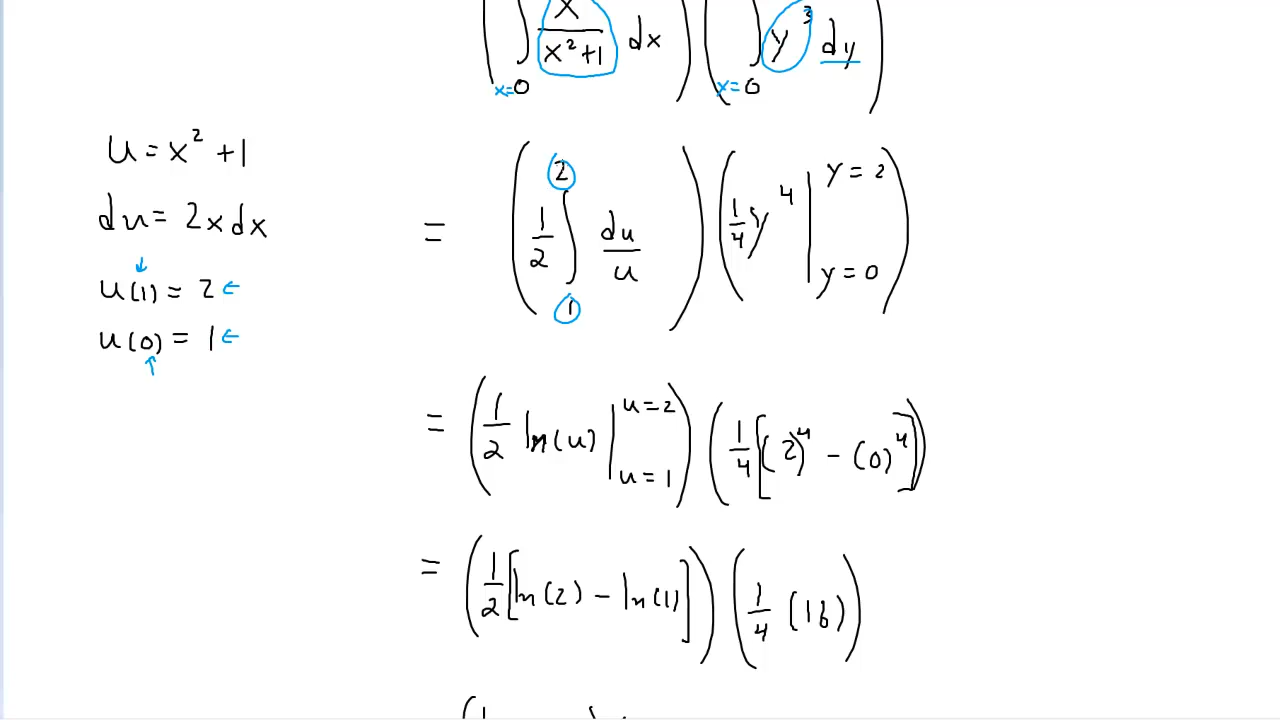 ( ∫ x/(x²+1) dx ) ( ∫ y³ dy )
x=0 x=0
u = x² + 1
du = 2x dx
u(1) = 2 ←
u(0) = 1 ←
= ( 1/2 ∫₁² du/u ) ( 1/4 y⁴ | y = 2 y = 0 )
= ( 1/2 ln(u) | u = 2 u = 1 ) ( 1/4 [ (2)⁴ - (0)⁴ ] )
= ( 1/2 [ ln(2) - ln(1) ] ) ( 1/4 (16) )